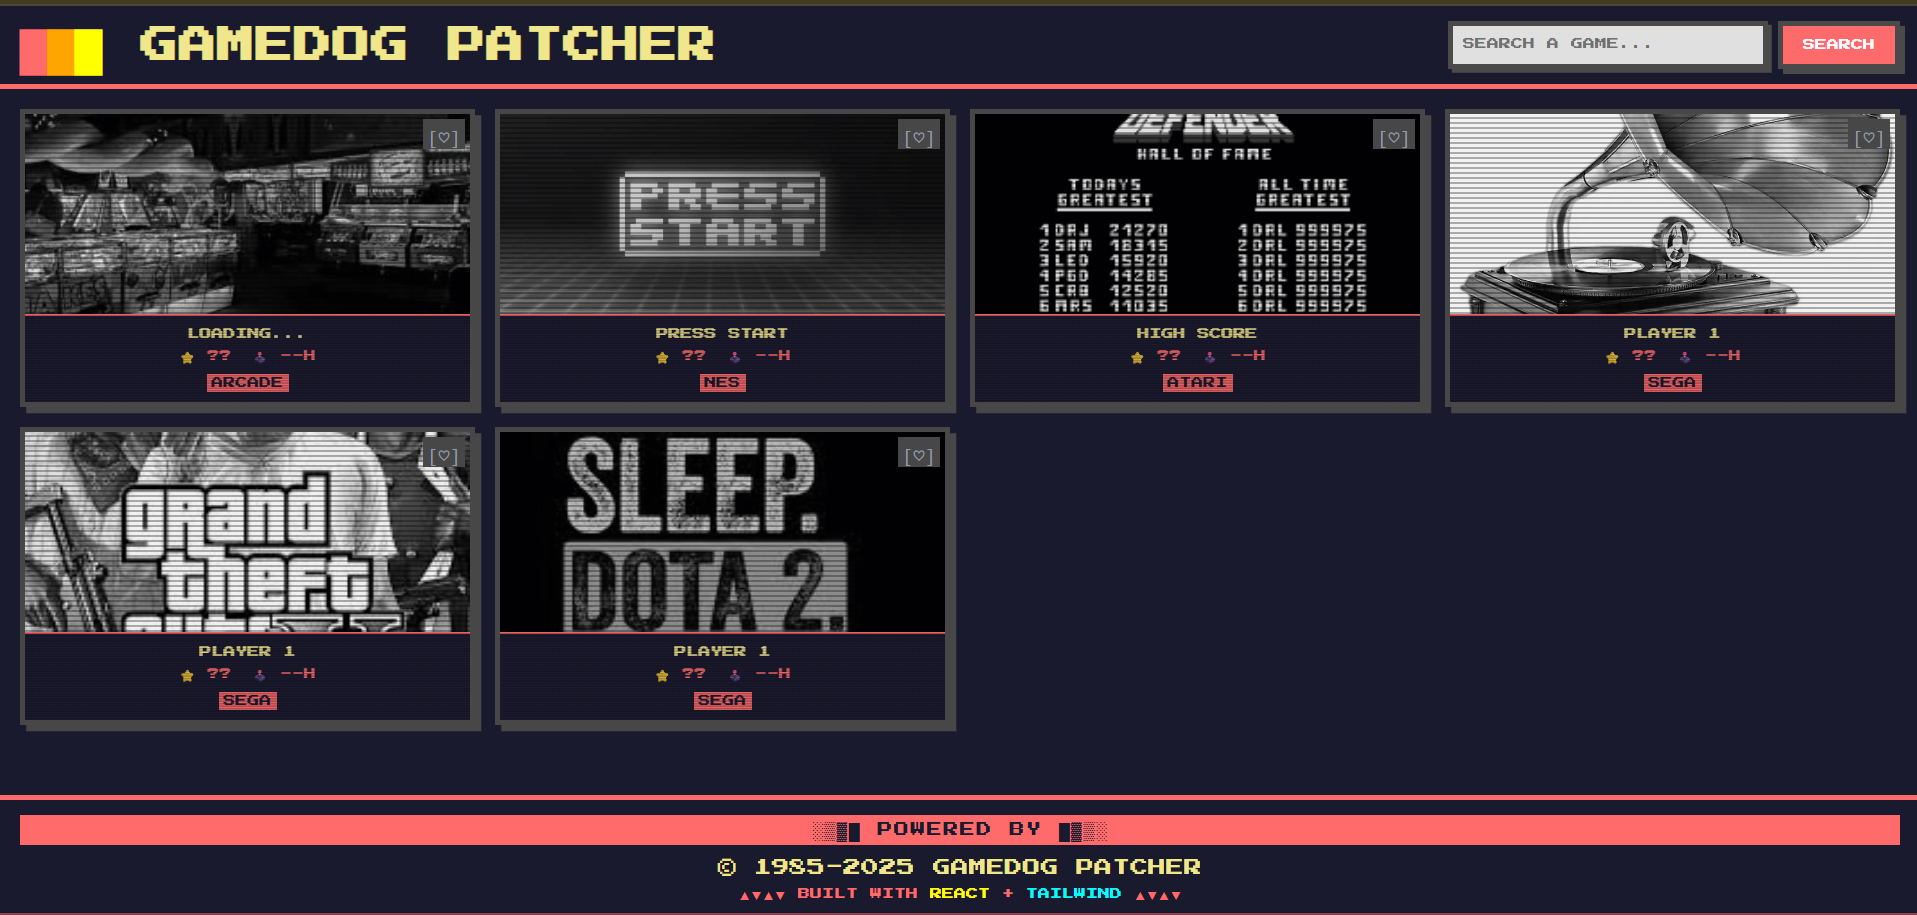 GAMEDOG PATCHER
SEARCH A GAME...
SEARCH
[♡]
LOADING...
⭐ ?? 🕹 --H
ARCADE
PRESS
START
[♡]
PRESS START
⭐ ?? 🕹 --H
NES
DEFENDER
HALL OF FAME
TODAYS ALL TIME
GREATEST GREATEST
1 DRJ 21270 1 DRL 999975
2 SAM 18315 2 DRL 999975
3 LED 15920 3 DRL 999975
4 PGD 14285 4 DRL 999975
5 CRB 12520 5 DRL 999975
6 MRS 11035 6 DRL 999975
[♡]
HIGH SCORE
⭐ ?? 🕹 --H
ATARI
[♡]
PLAYER 1
⭐ ?? 🕹 --H
SEGA
grand
theft
auto
[♡]
PLAYER 1
⭐ ?? 🕹 --H
SEGA
SLEEP.
DOTA 2.
[♡]
PLAYER 1
⭐ ?? 🕹 --H
SEGA
░▒▓█ POWERED BY █▓▒░
© 1985-2025 GAMEDOG PATCHER
▲▼▲▼ BUILT WITH REACT + TAILWIND ▲▼▲▼